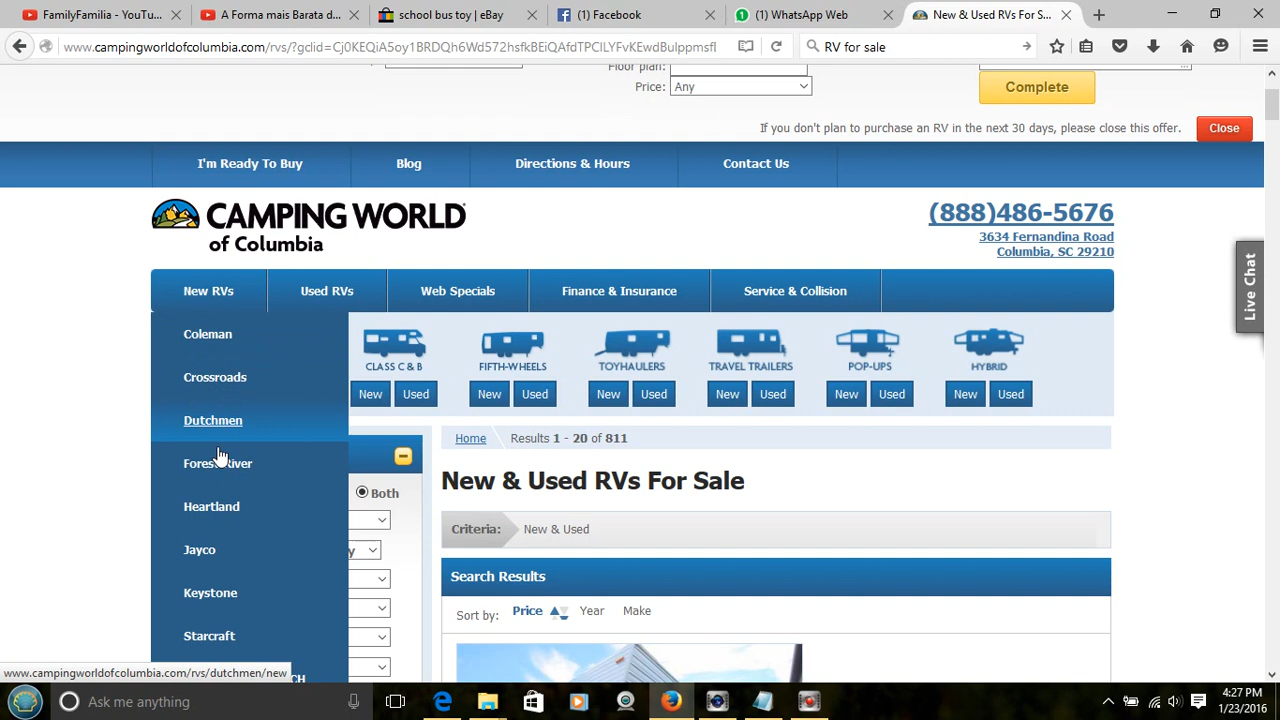 FamilyFamilia - YouTu...
A Forma mais Barata d...
school bus toy | eBay
(1) Facebook
(1) WhatsApp Web
New & Used RVs For S...
www.campingworldofcolumbia.com/rvs/?gclid=Cj0KEQiA5oy1BRDQh6Wd572hsfkBEiQAfdTPCILYFvKEwdBulppmsfl
RV for sale
Floor plan:
Price:
Any
Complete
If you don't plan to purchase an RV in the next 30 days, please close this offer.
Close
I'm Ready To Buy
Blog
Directions & Hours
Contact Us
CAMPING WORLD
of Columbia
(888)486-5676
3634 Fernandina Road
Columbia, SC 29210
Live Chat
New RVs
Used RVs
Web Specials
Finance & Insurance
Service & Collision
Coleman
Crossroads
Dutchmen
Forest River
Heartland
Jayco
Keystone
Starcraft
CH
CLASS C & B
FIFTH-WHEELS
TOYHAULERS
TRAVEL TRAILERS
POP-UPS
HYBRID
New Used
New Used
New Used
New Used
New Used
New Used
Home
Results 1 - 20 of 811
Both
y
New & Used RVs For Sale
Criteria:
New & Used
Search Results
Sort by:
Price
Year
Make
www.campingworldofcolumbia.com/rvs/dutchmen/new
Ask me anything
4:27 PM
1/23/2016